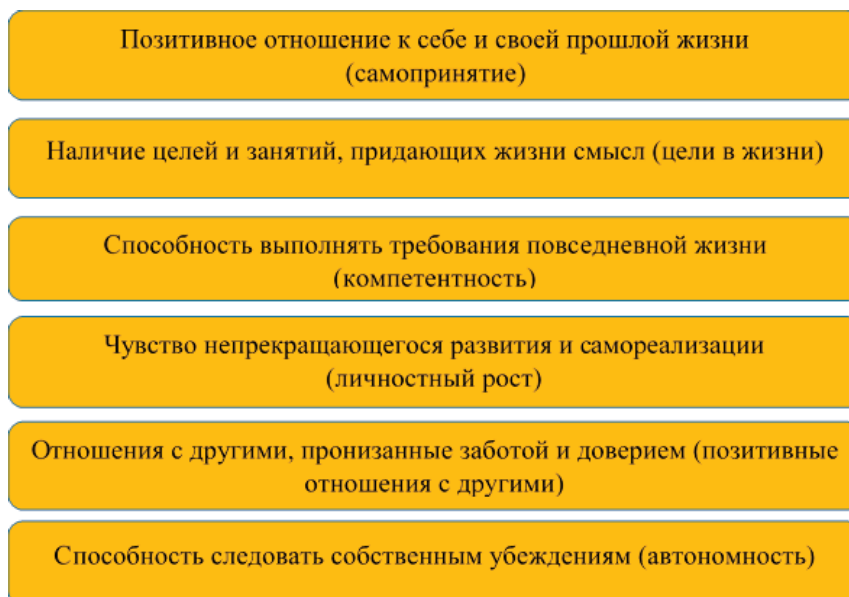 Позитивное отношение к себе и своей прошлой жизни
(самопринятие)
Наличие целей и занятий, придающих жизни смысл (цели в жизни)
Способность выполнять требования повседневной жизни
(компетентность)
Чувство непрекращающегося развития и самореализации
(личностный рост)
Отношения с другими, пронизанные заботой и доверием (позитивные
отношения с другими)
Способность следовать собственным убеждениям (автономность)